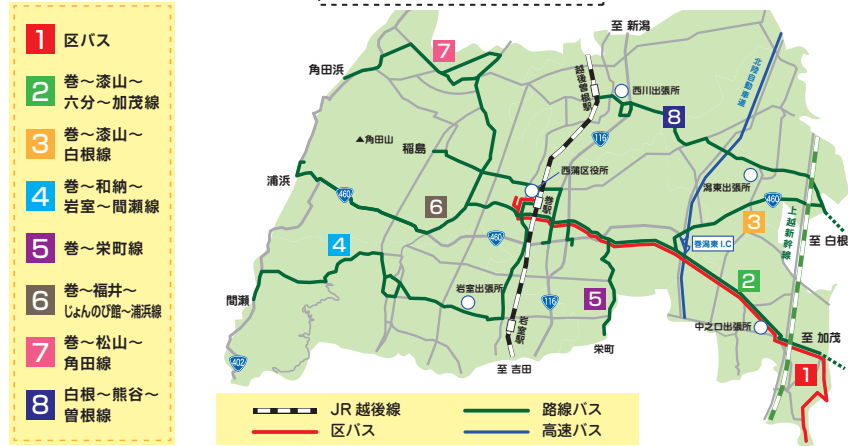 1 区バス
2 巻～漆山～
六分～加茂線
3 巻～漆山～
白根線
4 巻～和納～
岩室～間瀬線
5 巻～栄町線
6 巻～福井～
じょんのび館～浦浜線
7 巻～松山～
角田線
8 白根～熊谷～
曽根線
至 新潟
7
角田浜
越後曽根駅
西川出張所
北陸自動車道
8
116
▲角田山
稲島
西蒲区役所
浦浜
460
潟東出張所
6
巻駅
460
3
上越新幹線
460
至 白根
4
巻潟東I.C
2
間瀬
岩室出張所
116
5
中之口出張所
岩室駅
至 加茂
栄町
402
至 吉田
1
JR 越後線
路線バス
区バス
高速バス